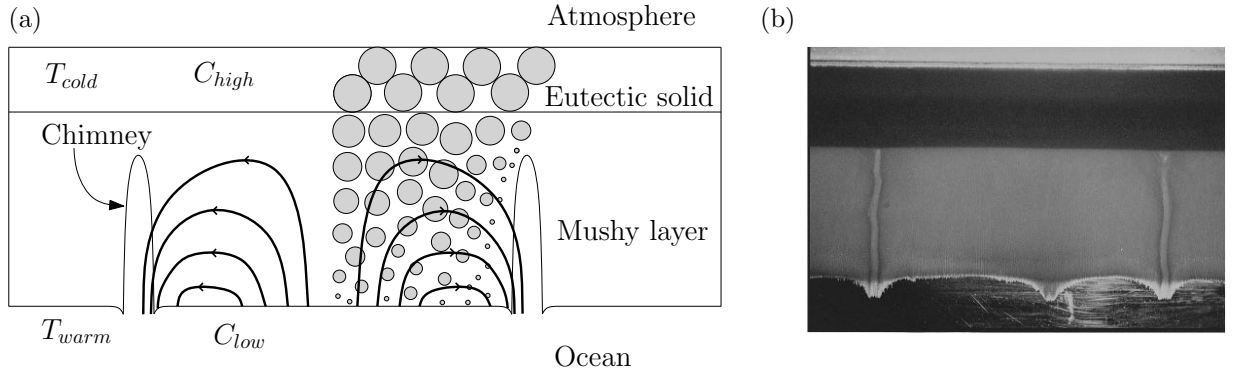 (a)
Atmosphere
(b)
T_cold
C_high
Eutectic solid
Chimney
Mushy layer
T_warm
C_low
Ocean